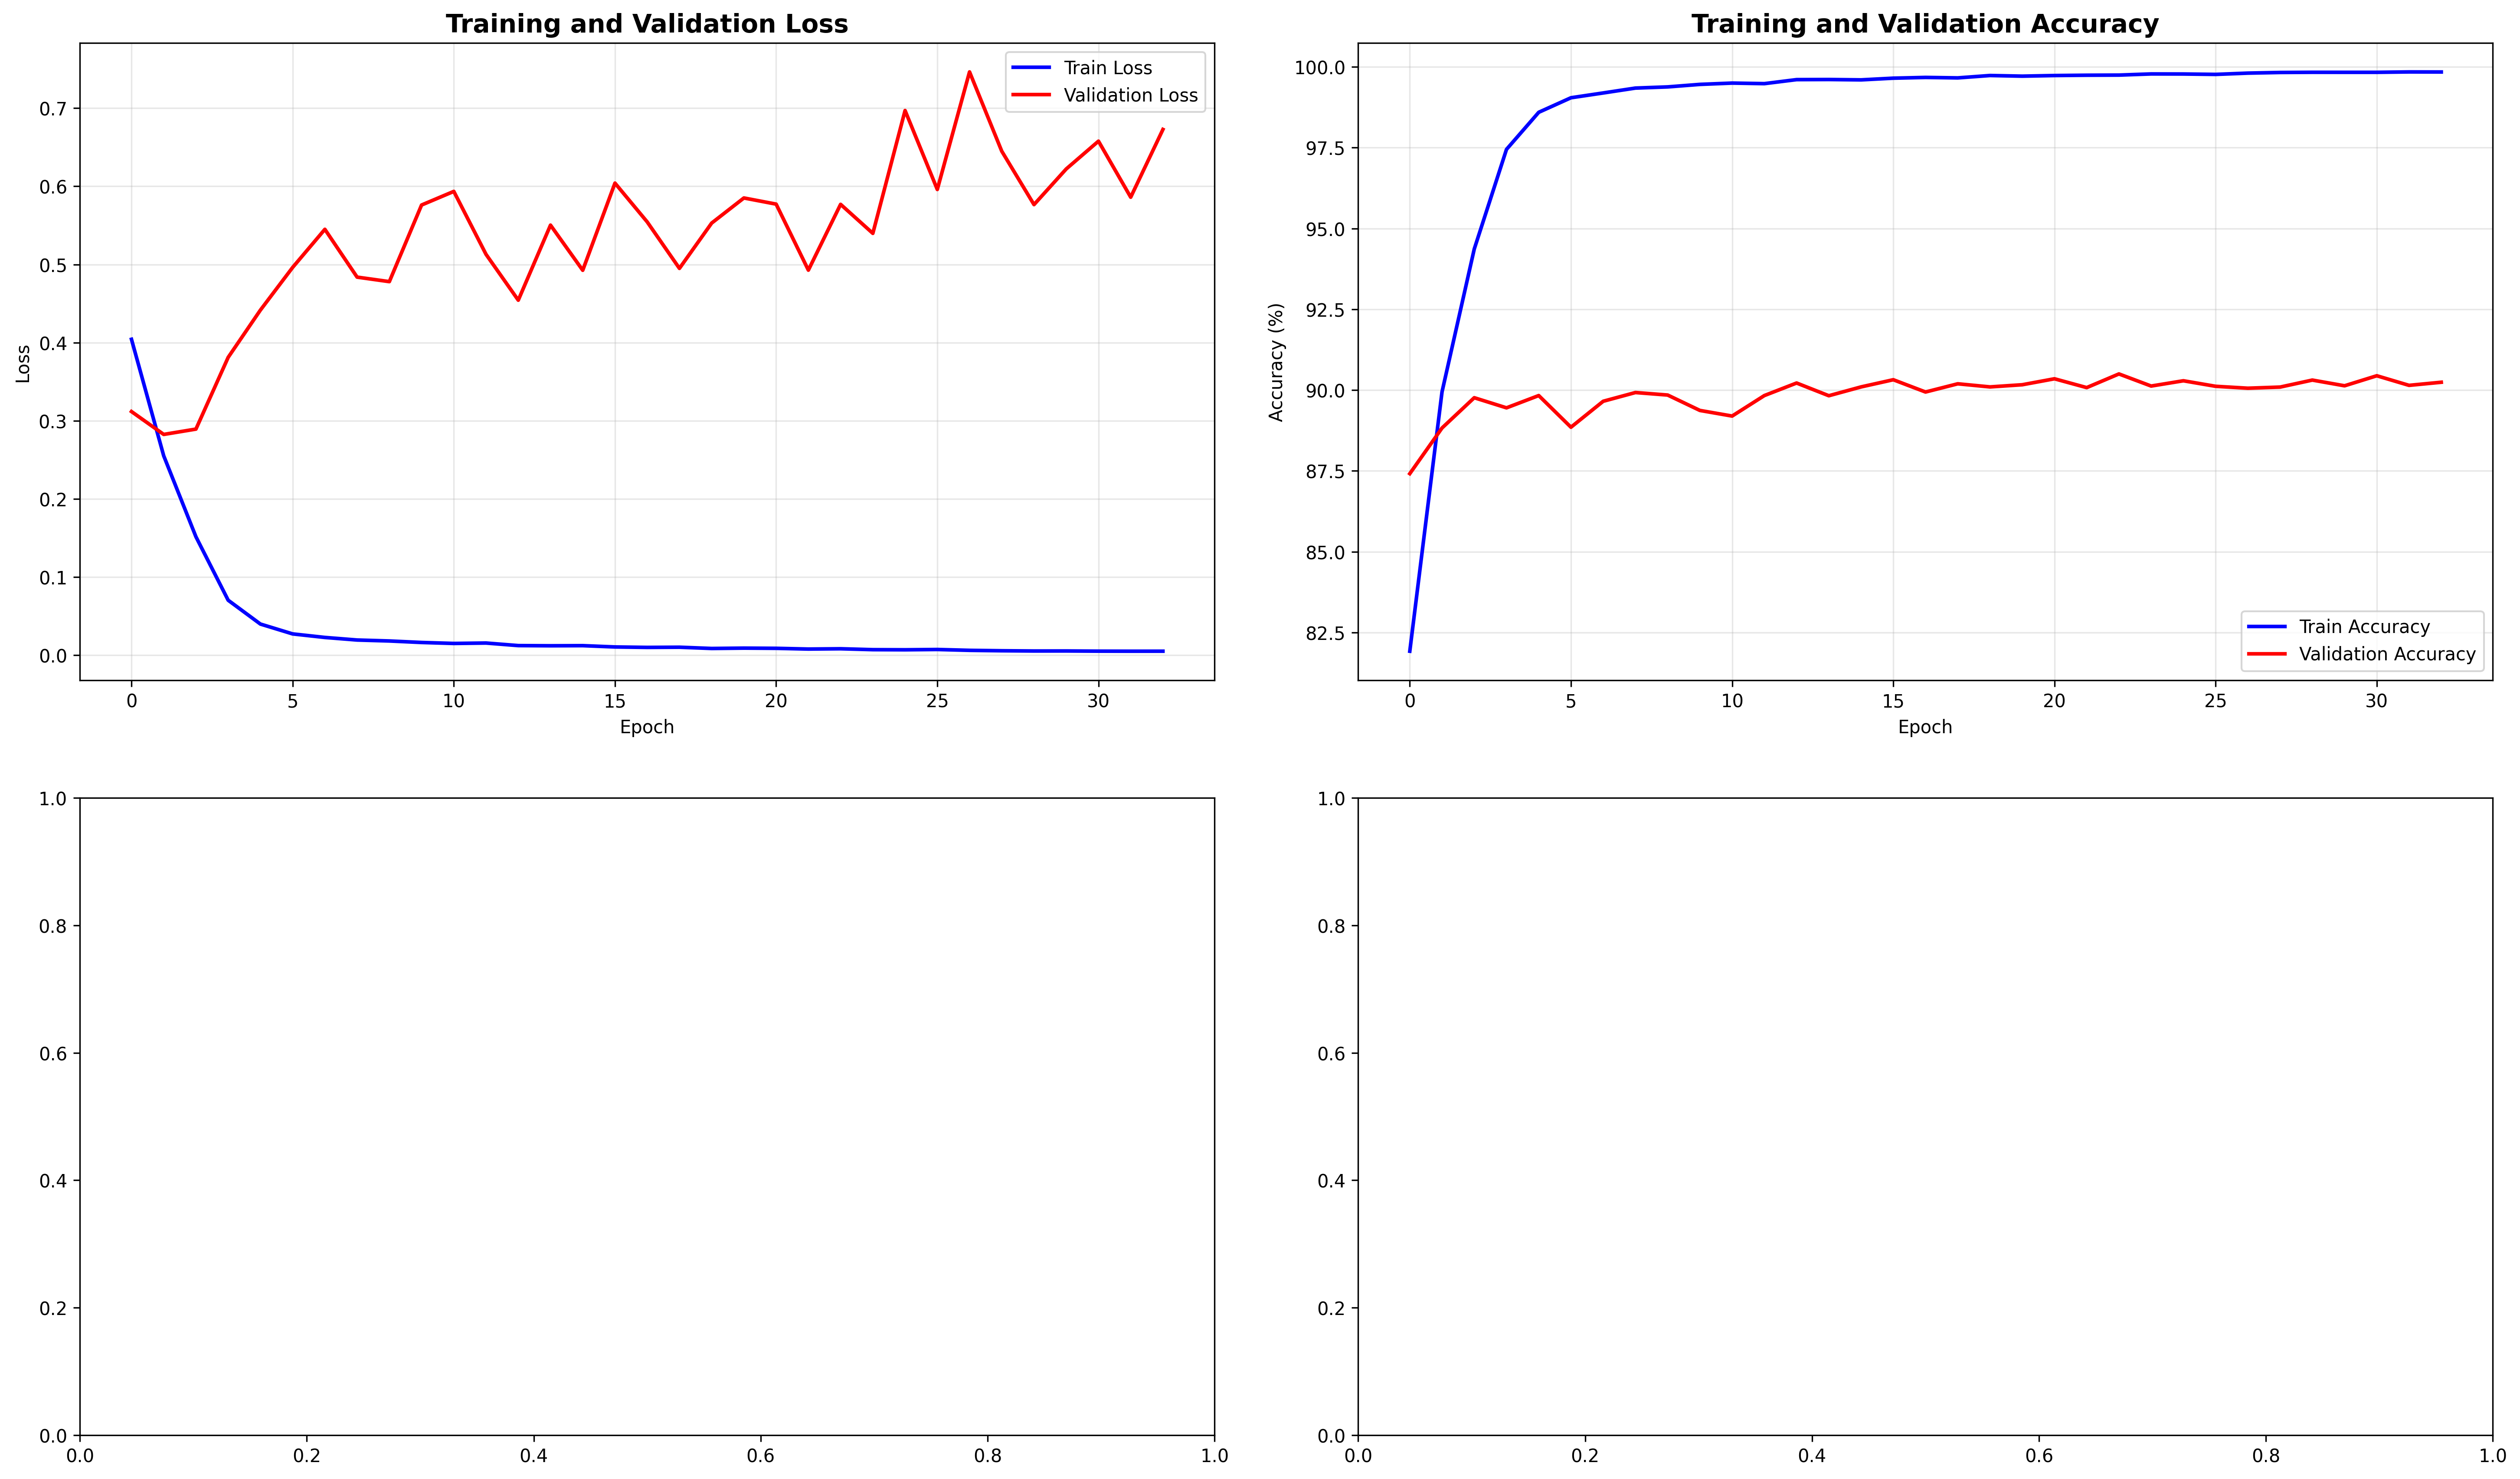 Training and Validation Loss
Loss
0.7
0.6
0.5
0.4
0.3
0.2
0.1
0.0
Train Loss
Validation Loss
0 5 10 15 20 25 30
Epoch
Training and Validation Accuracy
Accuracy (%)
100.0
97.5
95.0
92.5
90.0
87.5
85.0
82.5
Train Accuracy
Validation Accuracy
0 5 10 15 20 25 30
Epoch
1.0
0.8
0.6
0.4
0.2
0.0
0.0 0.2 0.4 0.6 0.8 1.0
1.0
0.8
0.6
0.4
0.2
0.0
0.0 0.2 0.4 0.6 0.8 1.0